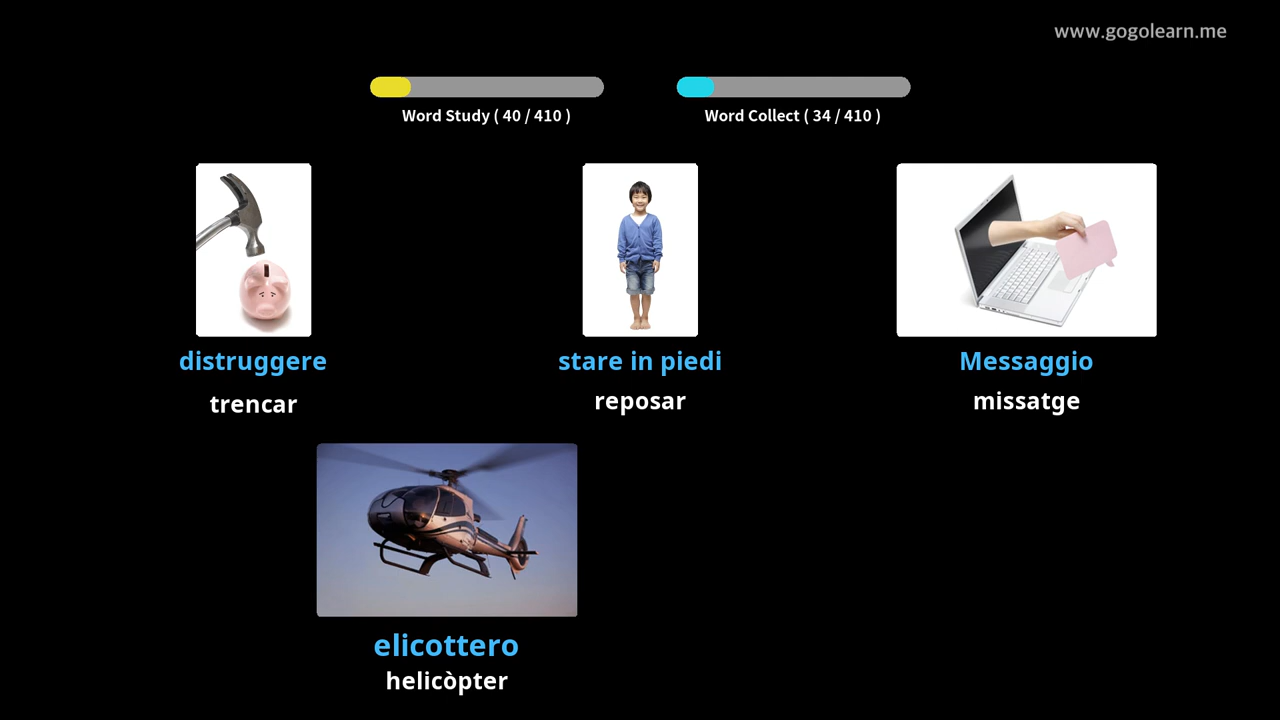 www.gogolearn.me
Word Study ( 40 / 410 )
Word Collect ( 34 / 410 )
distruggere
trencar
stare in piedi
reposar
Messaggio
missatge
elicottero
helicòpter